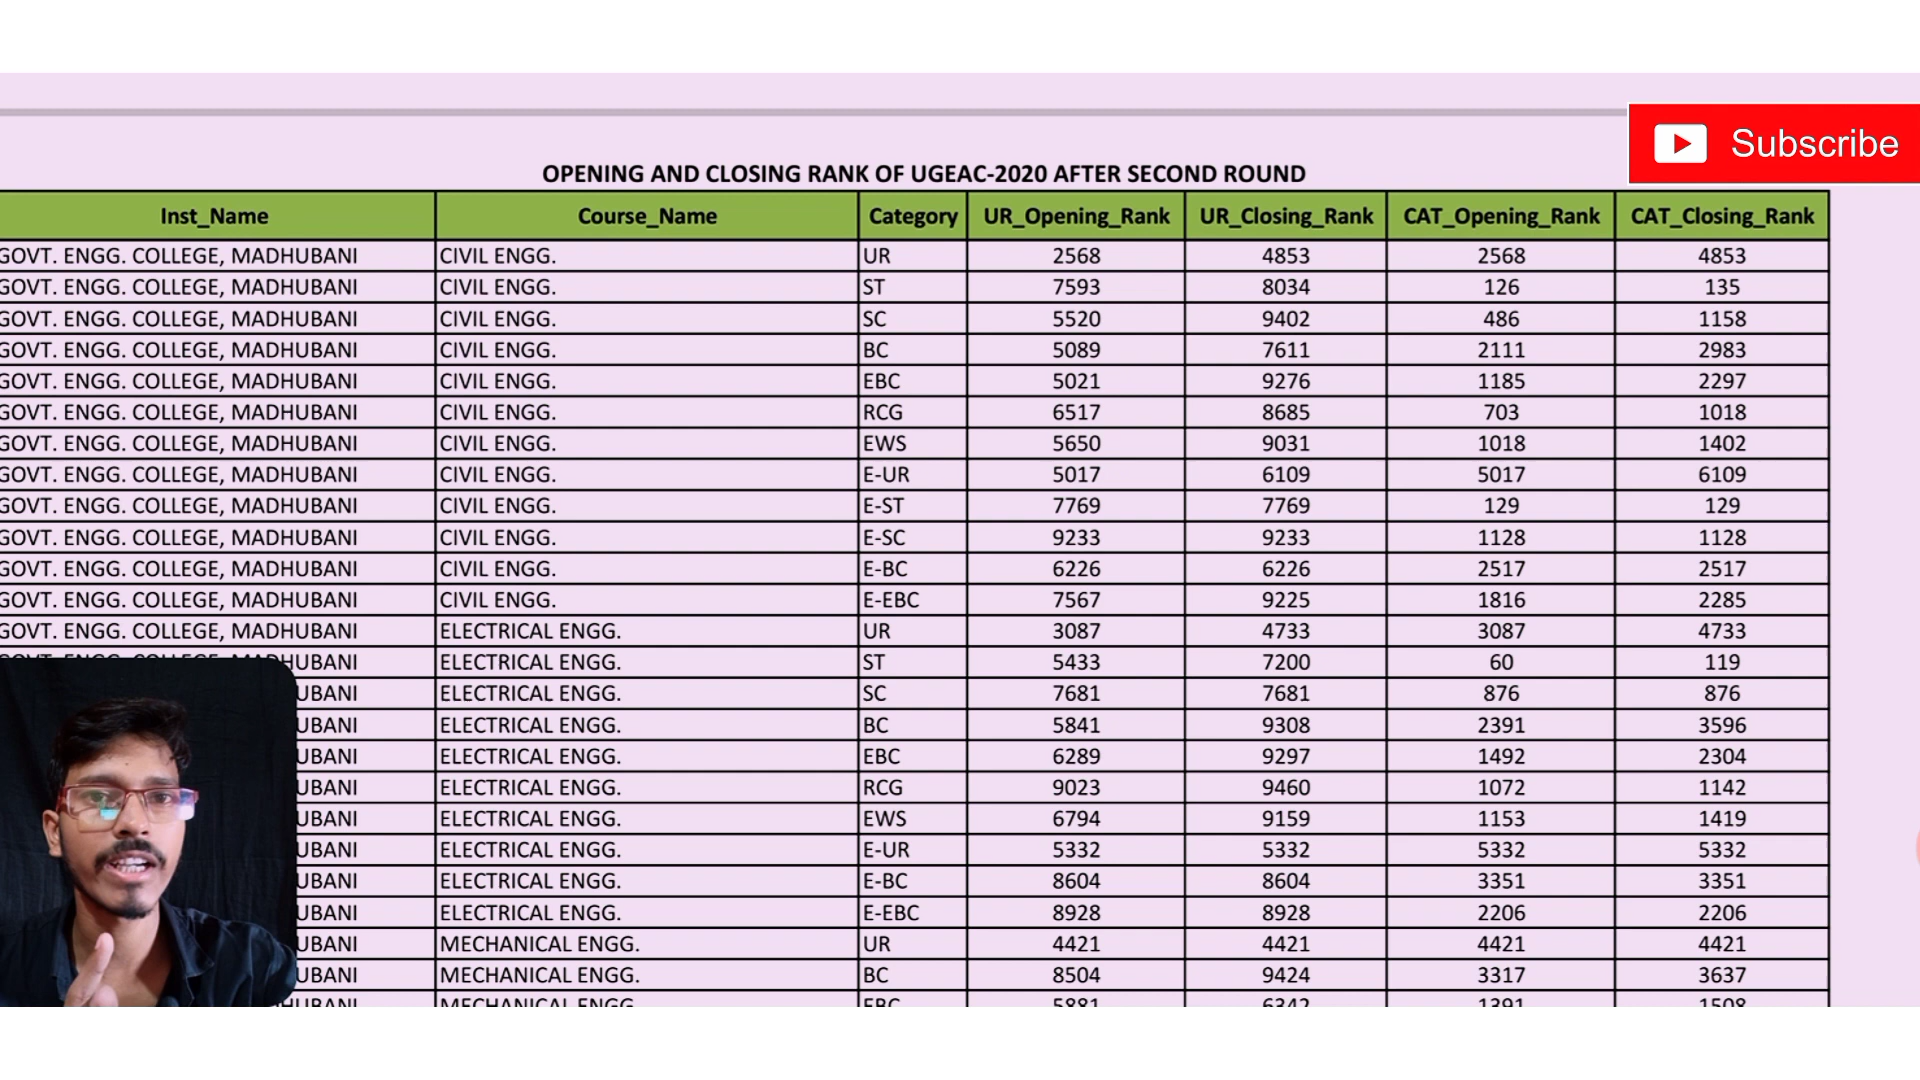 Subscribe
OPENING AND CLOSING RANK OF UGEAC-2020 AFTER SECOND ROUND
Inst_Name Course_Name Category UR_Opening_Rank UR_Closing_Rank CAT_Opening_Rank CAT_Closing_Rank
GOVT. ENGG. COLLEGE, MADHUBANI CIVIL ENGG. UR 2568 4853 2568 4853
GOVT. ENGG. COLLEGE, MADHUBANI CIVIL ENGG. ST 7593 8034 126 135
GOVT. ENGG. COLLEGE, MADHUBANI CIVIL ENGG. SC 5520 9402 486 1158
GOVT. ENGG. COLLEGE, MADHUBANI CIVIL ENGG. BC 5089 7611 2111 2983
GOVT. ENGG. COLLEGE, MADHUBANI CIVIL ENGG. EBC 5021 9276 1185 2297
GOVT. ENGG. COLLEGE, MADHUBANI CIVIL ENGG. RCG 6517 8685 703 1018
GOVT. ENGG. COLLEGE, MADHUBANI CIVIL ENGG. EWS 5650 9031 1018 1402
GOVT. ENGG. COLLEGE, MADHUBANI CIVIL ENGG. E-UR 5017 6109 5017 6109
GOVT. ENGG. COLLEGE, MADHUBANI CIVIL ENGG. E-ST 7769 7769 129 129
GOVT. ENGG. COLLEGE, MADHUBANI CIVIL ENGG. E-SC 9233 9233 1128 1128
GOVT. ENGG. COLLEGE, MADHUBANI CIVIL ENGG. E-BC 6226 6226 2517 2517
GOVT. ENGG. COLLEGE, MADHUBANI CIVIL ENGG. E-EBC 7567 9225 1816 2285
GOVT. ENGG. COLLEGE, MADHUBANI ELECTRICAL ENGG. UR 3087 4733 3087 4733
GOVT. ENGG. COLLEGE, MADHUBANI ELECTRICAL ENGG. ST 5433 7200 60 119
UBANI ELECTRICAL ENGG. SC 7681 7681 876 876
UBANI ELECTRICAL ENGG. BC 5841 9308 2391 3596
UBANI ELECTRICAL ENGG. EBC 6289 9297 1492 2304
UBANI ELECTRICAL ENGG. RCG 9023 9460 1072 1142
UBANI ELECTRICAL ENGG. EWS 6794 9159 1153 1419
UBANI ELECTRICAL ENGG. E-UR 5332 5332 5332 5332
UBANI ELECTRICAL ENGG. E-BC 8604 8604 3351 3351
UBANI ELECTRICAL ENGG. E-EBC 8928 8928 2206 2206
UBANI MECHANICAL ENGG. UR 4421 4421 4421 4421
UBANI MECHANICAL ENGG. BC 8504 9424 3317 3637
HUBANI MECHANICAL ENGG. EBC 5881 6342 1391 1508